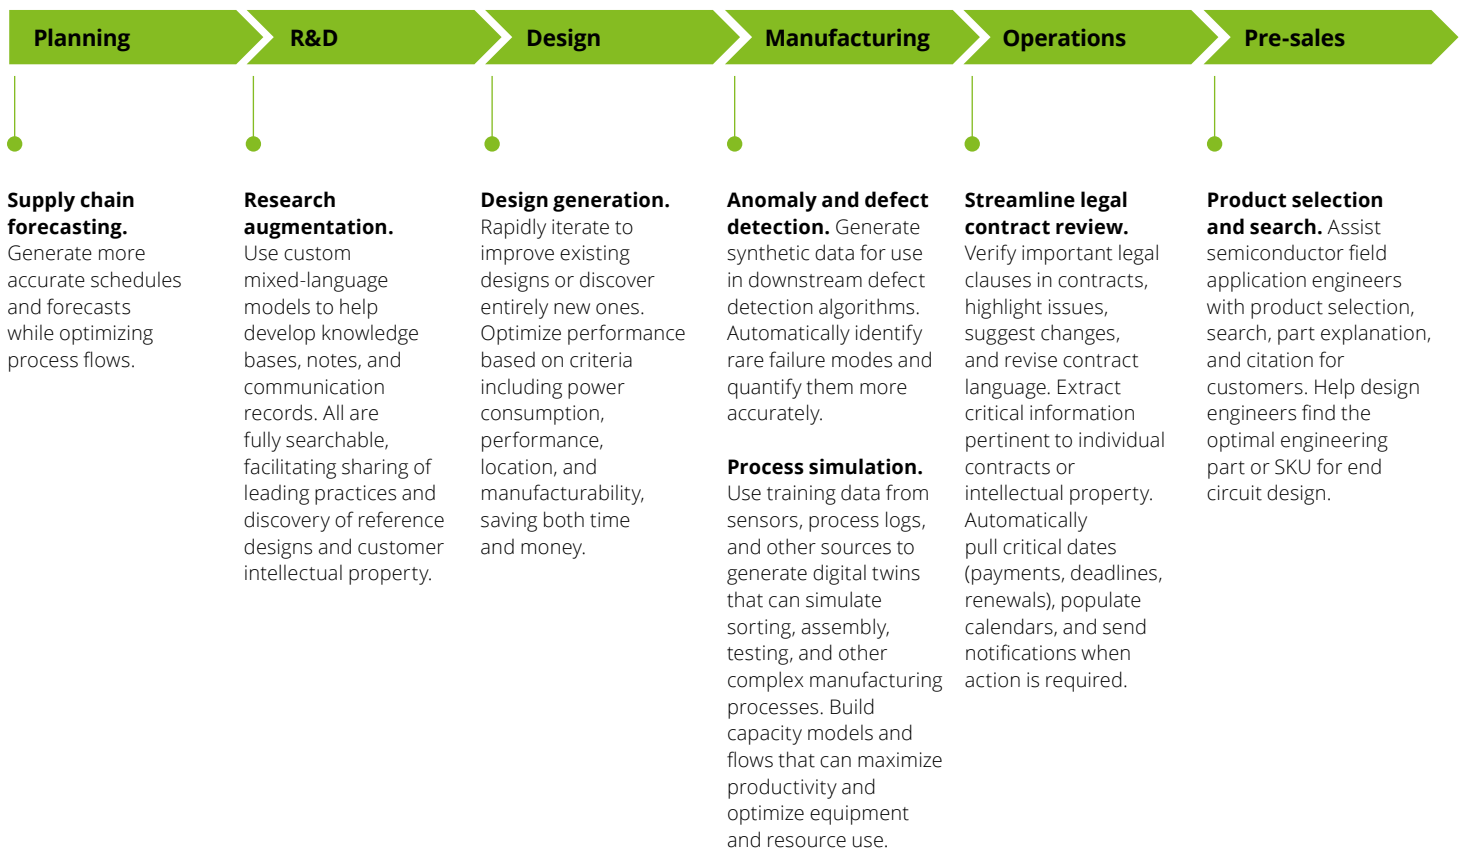 Planning
R&D
Design
Manufacturing
Operations
Pre-sales
Supply chain
forecasting.
Generate more
accurate schedules
and forecasts
while optimizing
process flows.
Research
augmentation.
Use custom
mixed-language
models to help
develop knowledge
bases, notes, and
communication
records. All are
fully searchable,
facilitating sharing of
leading practices and
discovery of reference
designs and customer
intellectual property.
Design generation.
Rapidly iterate to
improve existing
designs or discover
entirely new ones.
Optimize performance
based on criteria
including power
consumption,
performance,
location, and
manufacturability,
saving both time
and money.
Anomaly and defect
detection. Generate
synthetic data for use
in downstream defect
detection algorithms.
Automatically identify
rare failure modes and
quantify them more
accurately.
Process simulation.
Use training data from
sensors, process logs,
and other sources to
generate digital twins
that can simulate
sorting, assembly,
testing, and other
complex manufacturing
processes. Build
capacity models and
flows that can maximize
productivity and
optimize equipment
and resource use.
Streamline legal
contract review.
Verify important legal
clauses in contracts,
highlight issues,
suggest changes,
and revise contract
language. Extract
critical information
pertinent to individual
contracts or
intellectual property.
Automatically
pull critical dates
(payments, deadlines,
renewals), populate
calendars, and send
notifications when
action is required.
Product selection
and search. Assist
semiconductor field
application engineers
with product selection,
search, part explanation,
and citation for
customers. Help design
engineers find the
optimal engineering
part or SKU for end
circuit design.